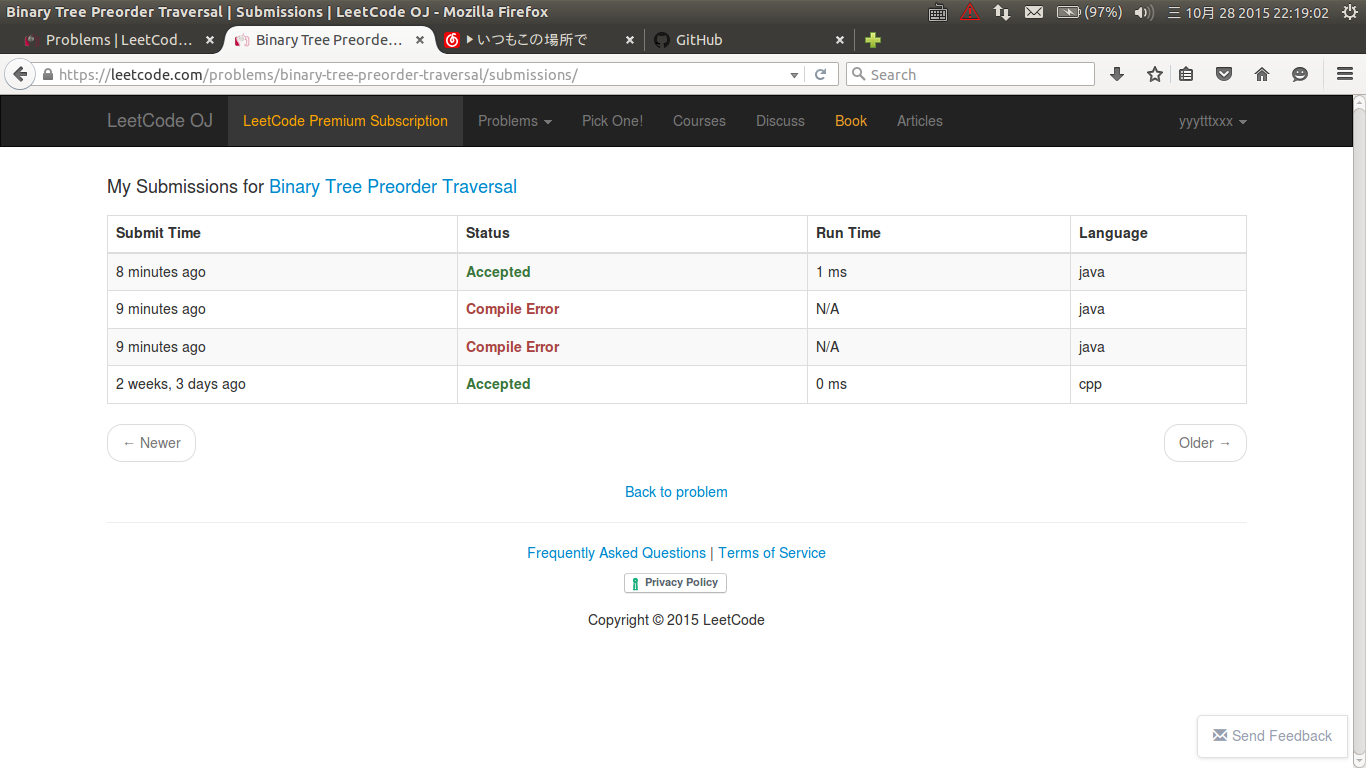 Binary Tree Preorder Traversal | Submissions | LeetCode OJ - Mozilla Firefox (97%) 三 10月 28 2015 22:19:02
Problems | LeetCod... × Binary Tree Preorde... × いつもこの場所で × GitHub ×
https://leetcode.com/problems/binary-tree-preorder-traversal/submissions/ Search
LeetCode OJ LeetCode Premium Subscription Problems Pick One! Courses Discuss Book Articles yyytttxxx
My Submissions for Binary Tree Preorder Traversal
Submit Time Status Run Time Language
8 minutes ago Accepted 1 ms java
9 minutes ago Compile Error N/A java
9 minutes ago Compile Error N/A java
2 weeks, 3 days ago Accepted 0 ms cpp
← Newer Older →
Back to problem
Frequently Asked Questions | Terms of Service
Privacy Policy
Copyright © 2015 LeetCode
Send Feedback